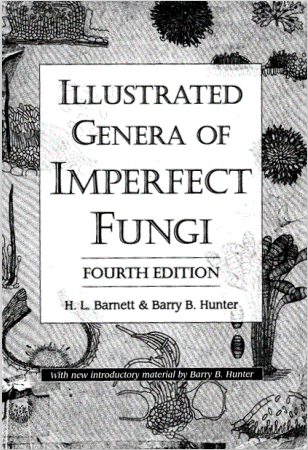 ILLUSTRATED
GENERA OF
IMPERFECT
FUNGI
FOURTH EDITION
H. L. Barnett & Barry B. Hunter
With new introductory material by Barry B. Hunter